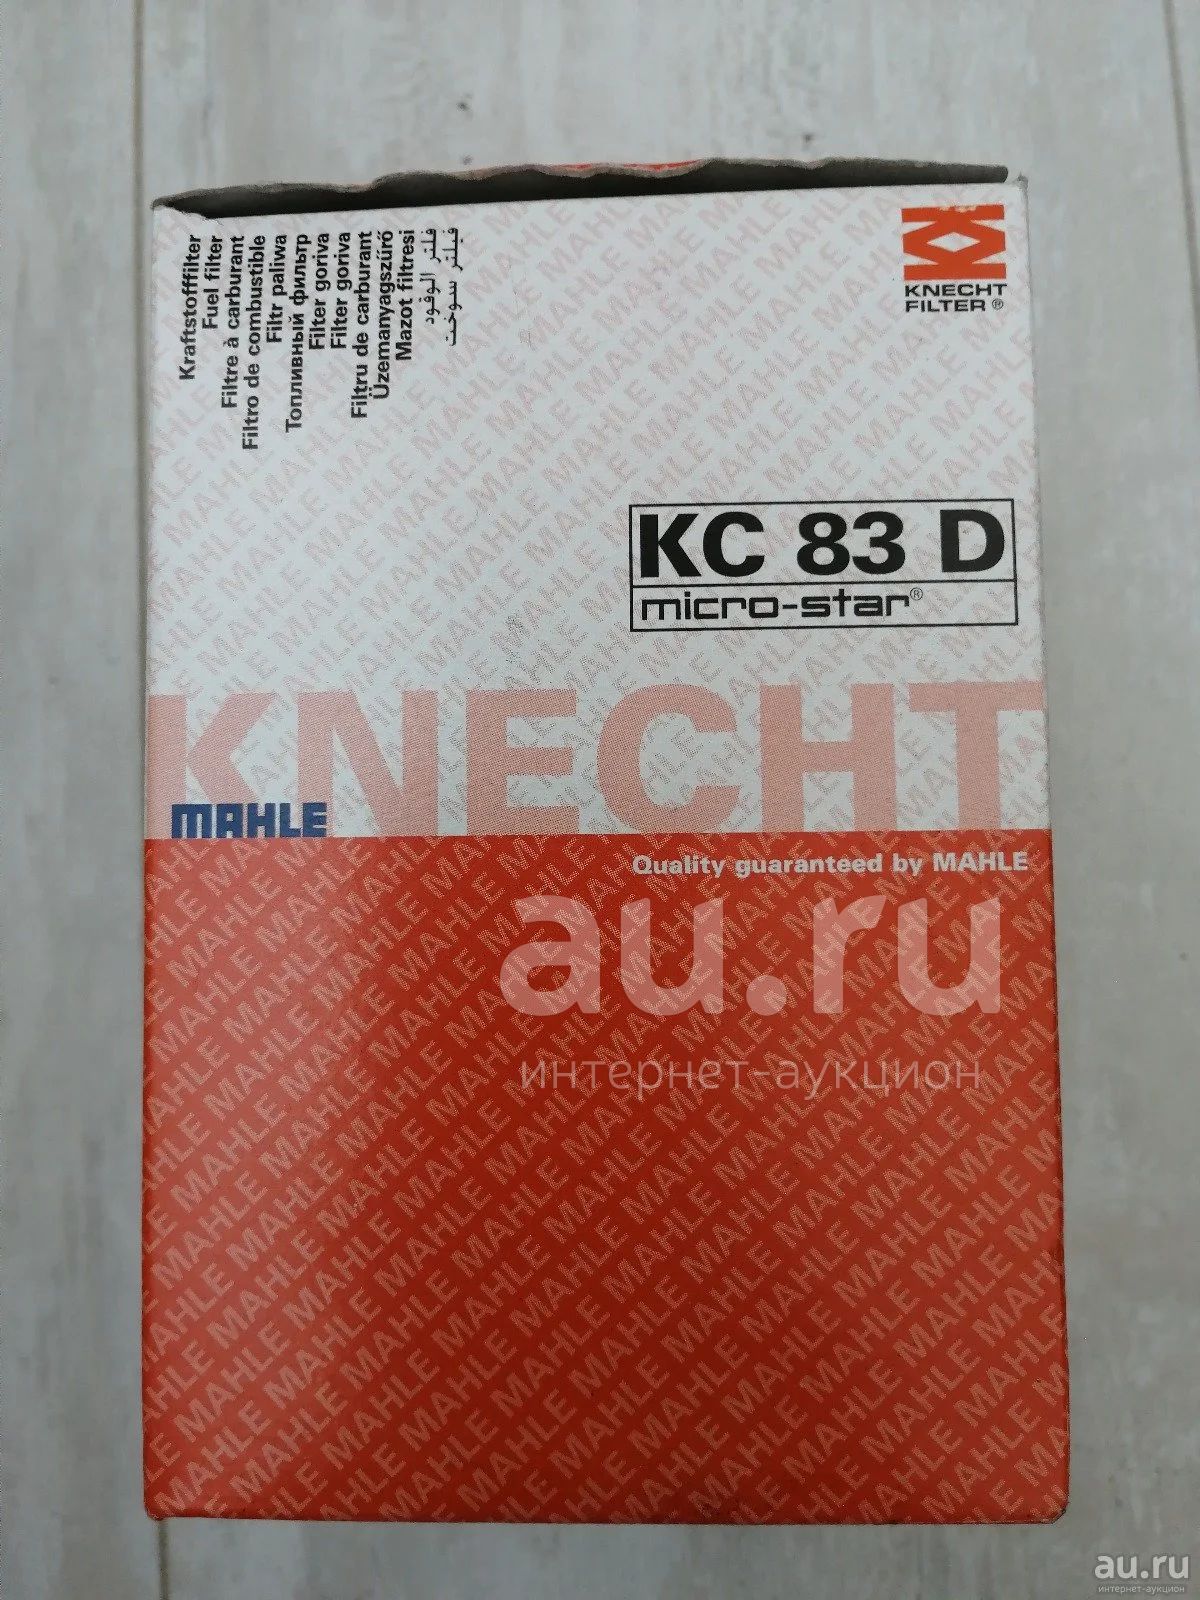 Kraftstofffilter
Fuel filter
Filtre à carburant
Filtro de combustible
Filtr paliwa
Топливный фильтр
Filter goriva
Filter goriva
Filtru de carburant
Üzemanyagszűrő
Mazot filtresi
فلتر الوقود
فیلتر سوخت
KNECHT
FILTER®
KC 83 D
micro-star®
KNECHT
MAHLE
Quality guaranteed by MAHLE
au.ru
интернет-аукцион
au.ru
интернет-аукцион